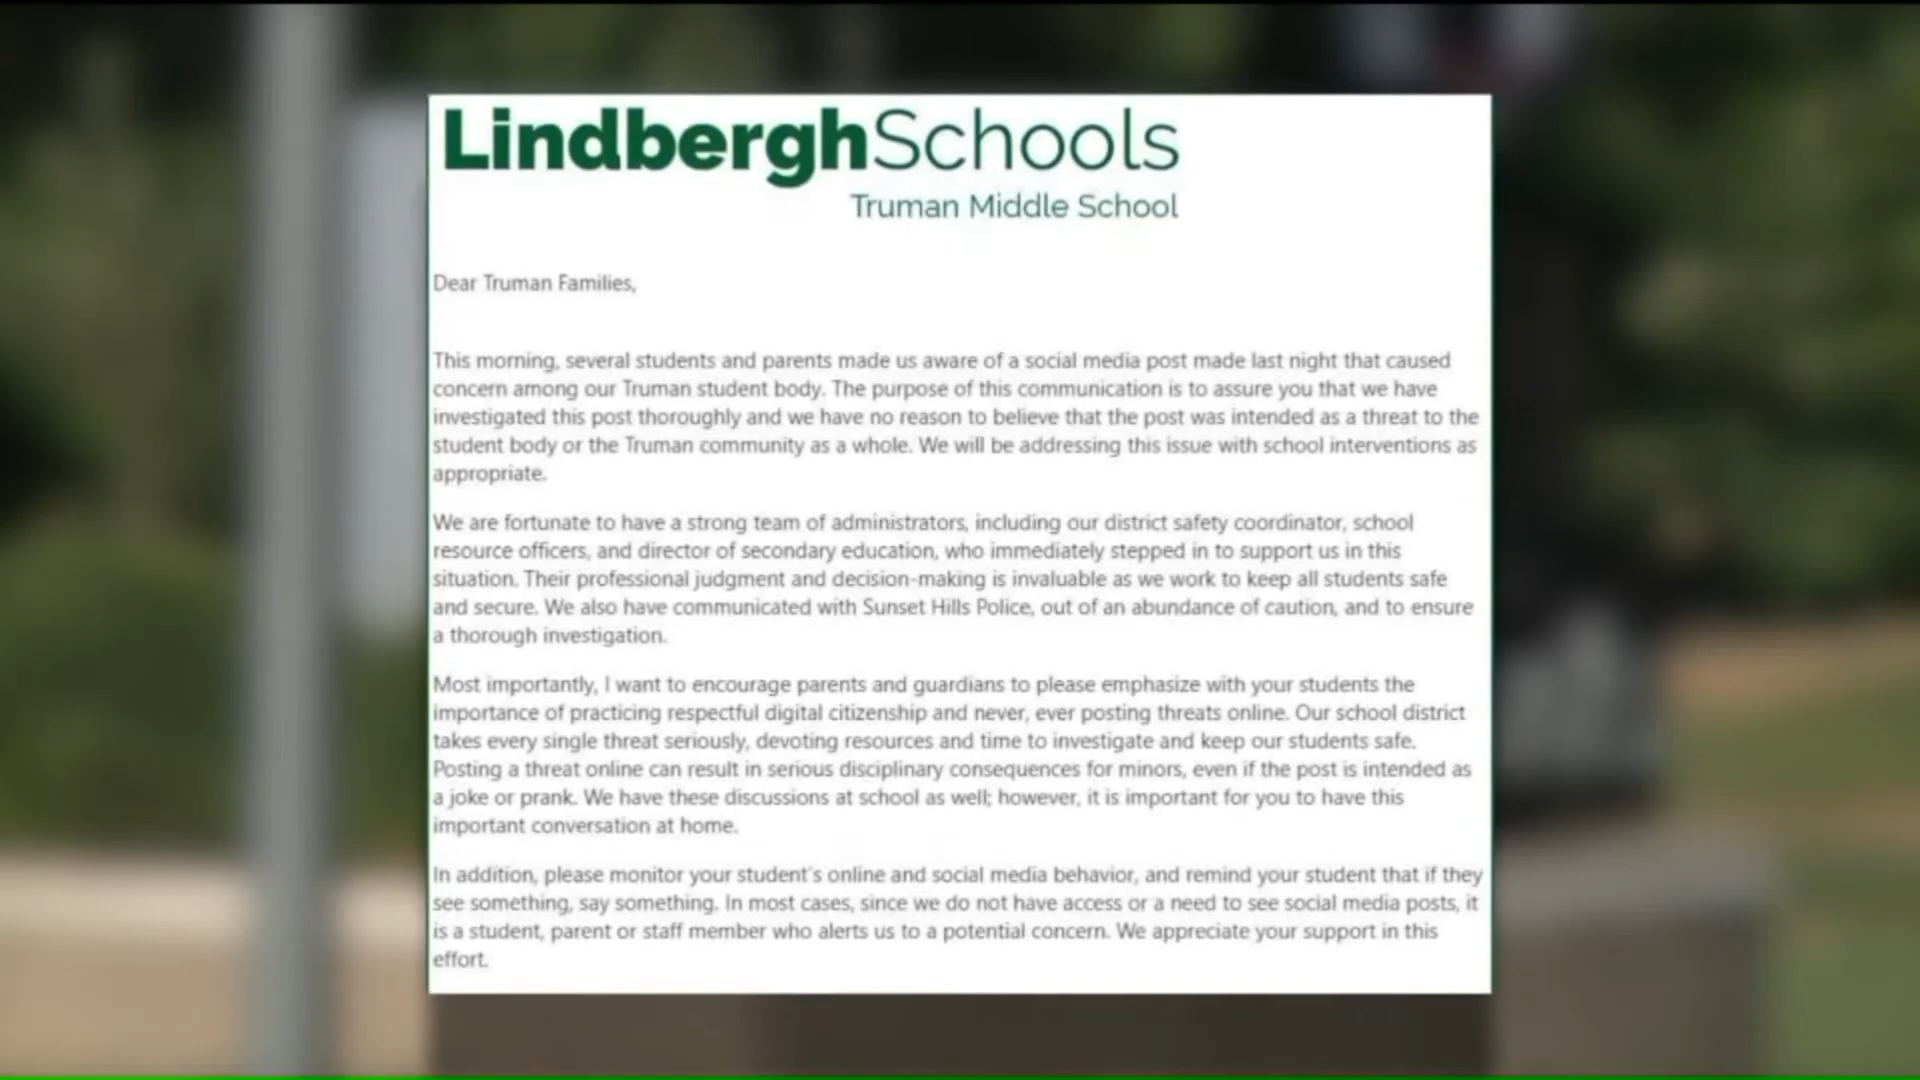 LindberghSchools
Truman Middle School
Dear Truman Families,
This morning, several students and parents made us aware of a social media post made last night that caused
concern among our Truman student body. The purpose of this communication is to assure you that we have
investigated this post thoroughly and we have no reason to believe that the post was intended as a threat to the
student body or the Truman community as a whole. We will be addressing this issue with school interventions as
appropriate.
We are fortunate to have a strong team of administrators, including our district safety coordinator, school
resource officers, and director of secondary education, who immediately stepped in to support us in this
situation. Their professional judgment and decision-making is invaluable as we work to keep all students safe
and secure. We also have communicated with Sunset Hills Police, out of an abundance of caution, and to ensure
a thorough investigation.
Most importantly, I want to encourage parents and guardians to please emphasize with your students the
importance of practicing respectful digital citizenship and never, ever posting threats online. Our school district
takes every single threat seriously, devoting resources and time to investigate and keep our students safe.
Posting a threat online can result in serious disciplinary consequences for minors, even if the post is intended as
a joke or prank. We have these discussions at school as well; however, it is important for you to have this
important conversation at home.
In addition, please monitor your student's online and social media behavior, and remind your student that if they
see something, say something. In most cases, since we do not have access or a need to see social media posts, it
is a student, parent or staff member who alerts us to a potential concern. We appreciate your support in this
effort.